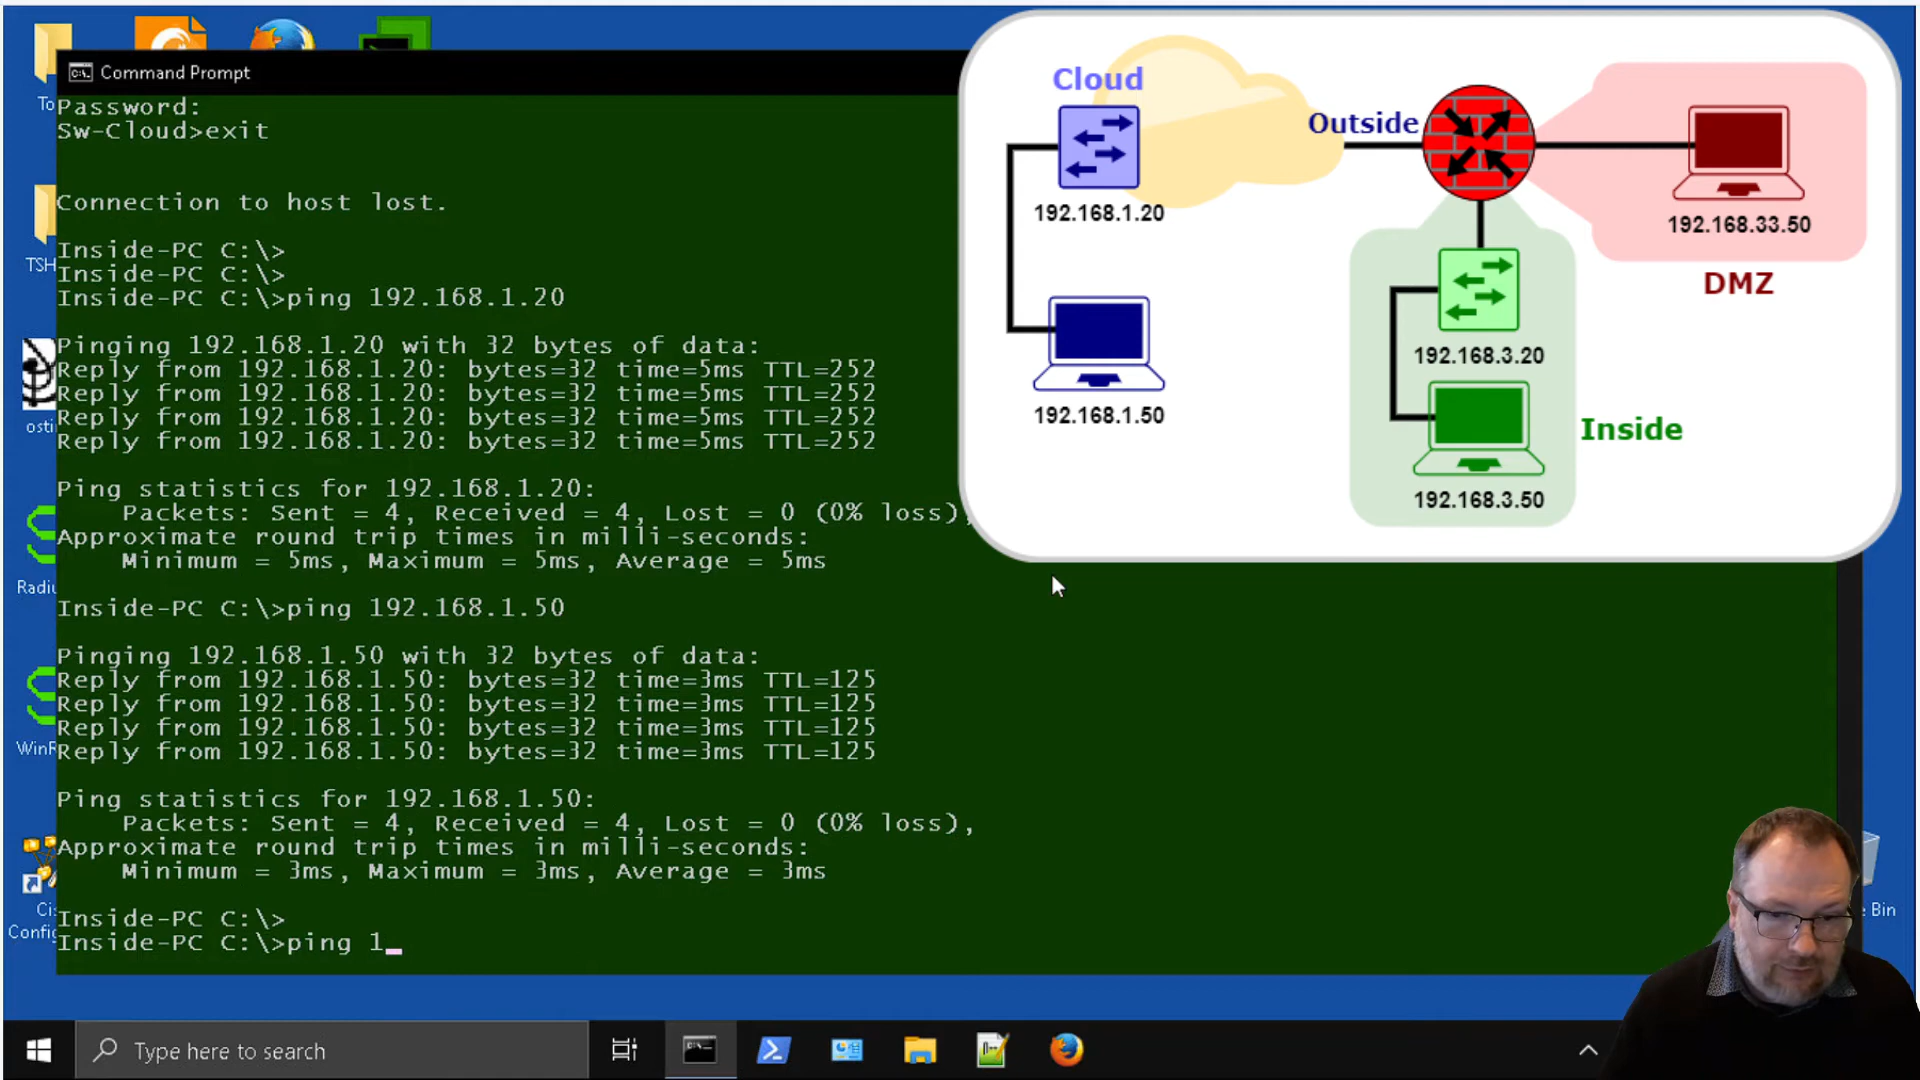 Command Prompt
To
TSH
osti
Radiu
WinR
Ci
Config
Password:
Sw-Cloud>exit
Connection to host lost.
Inside-PC C:\>
Inside-PC C:\>
Inside-PC C:\>ping 192.168.1.20
Pinging 192.168.1.20 with 32 bytes of data:
Reply from 192.168.1.20: bytes=32 time=5ms TTL=252
Reply from 192.168.1.20: bytes=32 time=5ms TTL=252
Reply from 192.168.1.20: bytes=32 time=5ms TTL=252
Reply from 192.168.1.20: bytes=32 time=5ms TTL=252
Ping statistics for 192.168.1.20:
Packets: Sent = 4, Received = 4, Lost = 0 (0% loss),
Approximate round trip times in milli-seconds:
Minimum = 5ms, Maximum = 5ms, Average = 5ms
Inside-PC C:\>ping 192.168.1.50
Pinging 192.168.1.50 with 32 bytes of data:
Reply from 192.168.1.50: bytes=32 time=3ms TTL=125
Reply from 192.168.1.50: bytes=32 time=3ms TTL=125
Reply from 192.168.1.50: bytes=32 time=3ms TTL=125
Reply from 192.168.1.50: bytes=32 time=3ms TTL=125
Ping statistics for 192.168.1.50:
Packets: Sent = 4, Received = 4, Lost = 0 (0% loss),
Approximate round trip times in milli-seconds:
Minimum = 3ms, Maximum = 3ms, Average = 3ms
Inside-PC C:\>
Inside-PC C:\>ping 1_
Cloud
192.168.1.20
192.168.1.50
Outside
192.168.33.50
DMZ
192.168.3.20
Inside
192.168.3.50
Bin
Type here to search